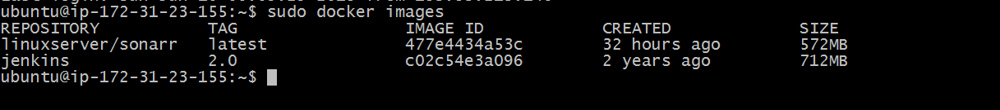 ubuntu@ip-172-31-23-155:~$ sudo docker images
REPOSITORY TAG IMAGE ID CREATED SIZE
linuxserver/sonarr latest 477e4434a53c 32 hours ago 572MB
jenkins 2.0 c02c54e3a096 2 years ago 712MB
ubuntu@ip-172-31-23-155:~$